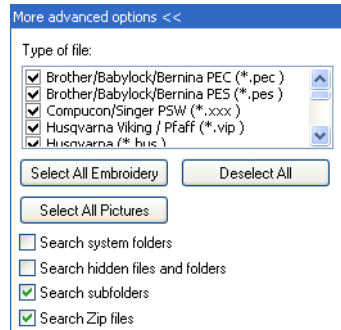 More advanced options <<
Type of file:
Brother/Babylock/Bernina PEC (*.pec )
Brother/Babylock/Bernina PES (*.pes )
Compucon/Singer PSW (*.xxx )
Husqvarna Viking / Pfaff (*.vip )
Husqvarna (*.hus )
Select All Embroidery
Deselect All
Select All Pictures
Search system folders
Search hidden files and folders
Search subfolders
Search Zip files